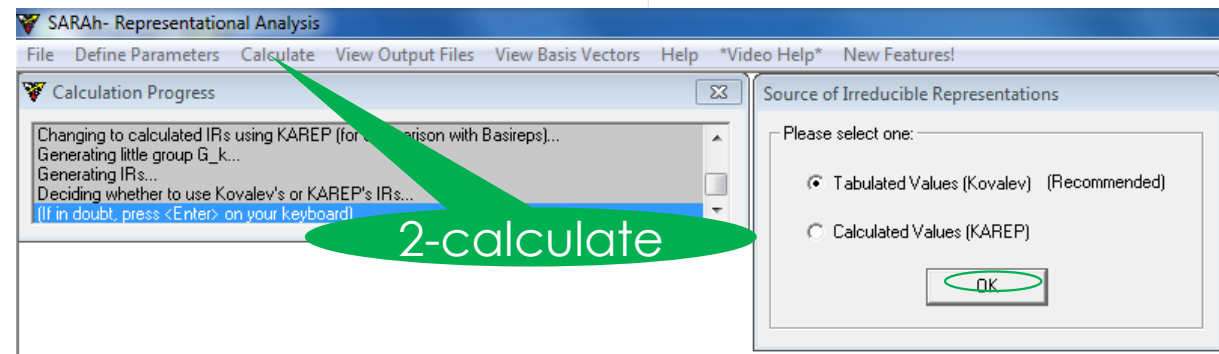 SARAh- Representational Analysis
File Define Parameters Calculate View Output Files View Basis Vectors Help *Video Help* New Features!
Calculation Progress
Changing to calculated IRs using KAREP (for comparison with Basireps)...
Generating little group G_k...
Generating IRs...
Deciding whether to use Kovalev's or KAREP's IRs...
(If in doubt, press <Enter> on your keyboard)
2-calculate
Source of Irreducible Representations
Please select one:
Tabulated Values (Kovalev) (Recommended)
Calculated Values (KAREP)
OK